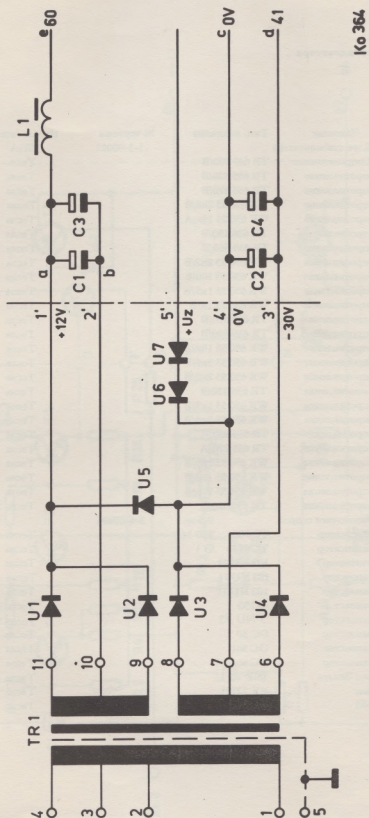 TR1
L1
4
11
U1
1'
a
e 60
+12V
C1
C3
3
10
2'
b
2
9
U2
U5
8
U3
U6
U7
5'
+Uz
7
4'
0V
c 0V
C2
C4
1
6
U4
3'
-30V
d 41
5
Ko 364